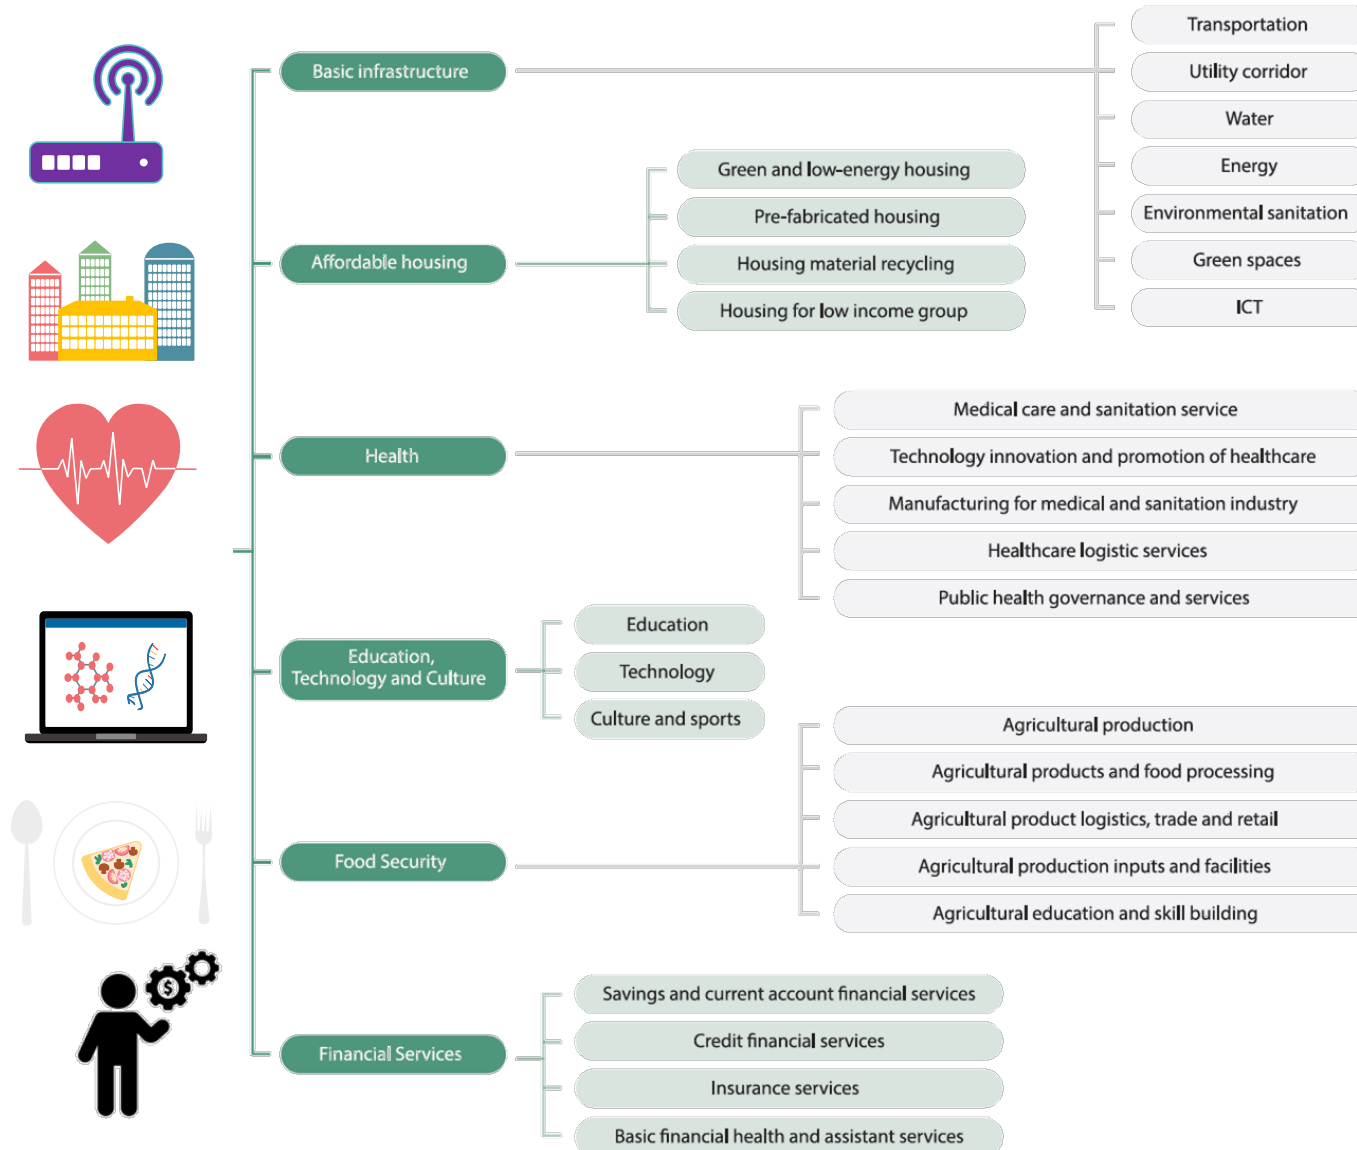 Basic infrastructure
Transportation
Utility corridor
Water
Energy
Environmental sanitation
Green spaces
ICT
Affordable housing
Green and low-energy housing
Pre-fabricated housing
Housing material recycling
Housing for low income group
Health
Medical care and sanitation service
Technology innovation and promotion of healthcare
Manufacturing for medical and sanitation industry
Healthcare logistic services
Public health governance and services
Education,
Technology and Culture
Education
Technology
Culture and sports
Food Security
Agricultural production
Agricultural products and food processing
Agricultural product logistics, trade and retail
Agricultural production inputs and facilities
Agricultural education and skill building
$
Financial Services
Savings and current account financial services
Credit financial services
Insurance services
Basic financial health and assistant services